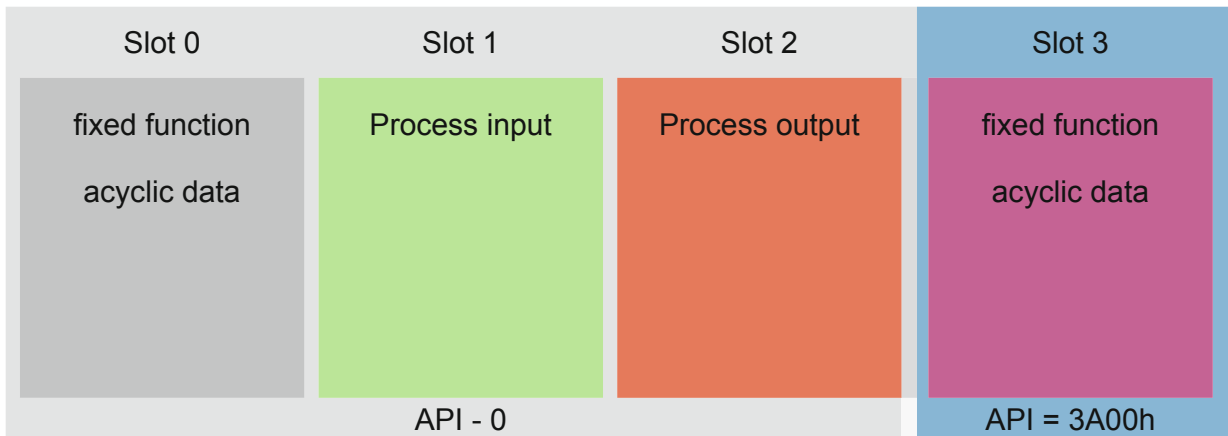 Slot 0
Slot 1
Slot 2
Slot 3
fixed function
acyclic data
Process input
Process output
fixed function
acyclic data
API - 0
API = 3A00h